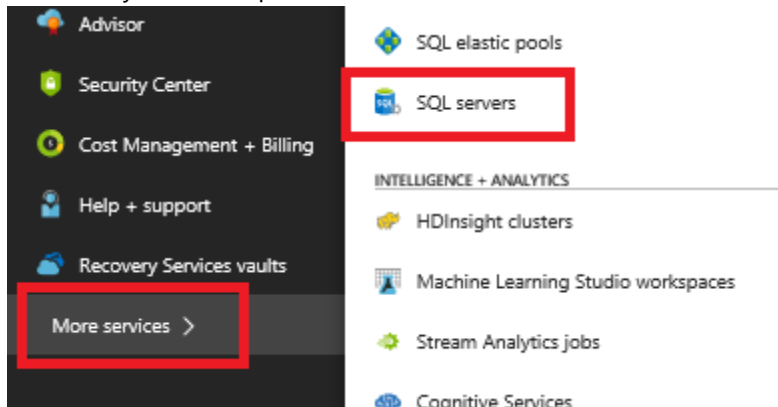 Advisor
Security Center
Cost Management + Billing
Help + support
Recovery Services vaults
More services >
SQL elastic pools
SQL servers
INTELLIGENCE + ANALYTICS
HDInsight clusters
Machine Learning Studio workspaces
Stream Analytics jobs
Cognitive Services